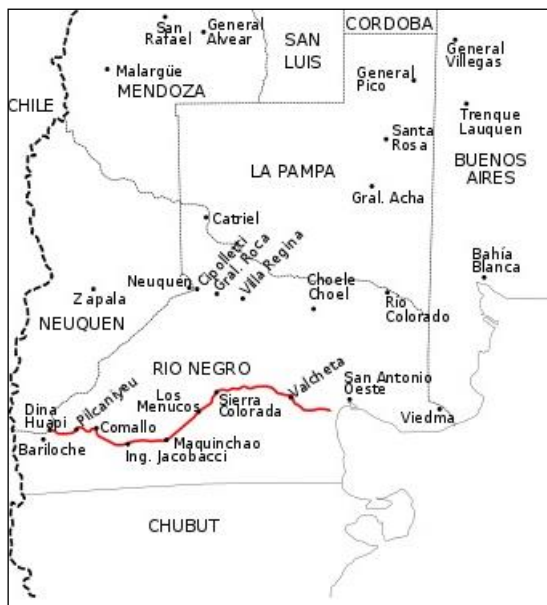 CORDOBA
San
Rafael
General
Alvear
SAN
LUIS
General
Villegas
Malargüe
MENDOZA
General
Pico
CHILE
Trenque
Lauquen
Santa
Rosa
LA PAMPA
BUENOS
AIRES
Gral. Acha
Catriel
Bahía
Blanca
Neuquén
Cipolletti
Gral. Roca
Villa Regina
Choele
Choel
Zapala
Río
Colorado
NEUQUEN
RIO NEGRO
Dina
Huapi
Pilcaniyeu
Los
Menucos
Sierra
Colorada
Valcheta
San Antonio
Oeste
Viedma
Comallo
Bariloche
Maquinchao
Ing. Jacobacci
CHUBUT